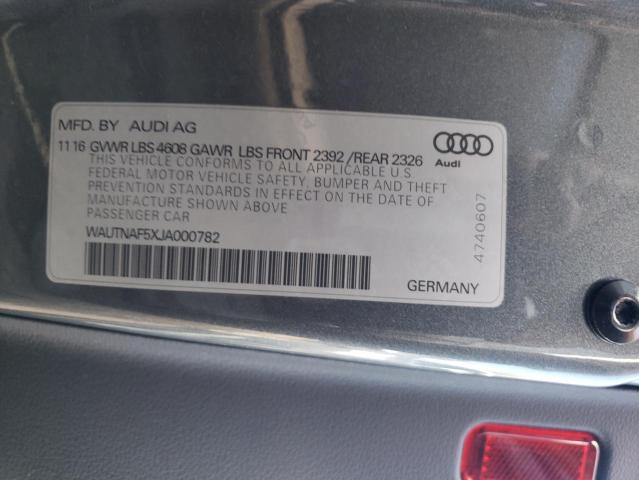 MFD. BY AUDI AG
11 16 GVWR LBS 4608 GAWR LBS FRONT 2392 /REAR 2326
THIS VEHICLE CONFORMS TO ALL APPLICABLE U.S
FEDERAL MOTOR VEHICLE SAFETY, BUMPER AND THEFT
PREVENTION STANDARDS IN EFFECT ON THE DATE OF
MANUFACTURE SHOWN ABOVE
PASSENGER CAR
WAUTNAF5XJA000782
GERMANY
Audi
4740607